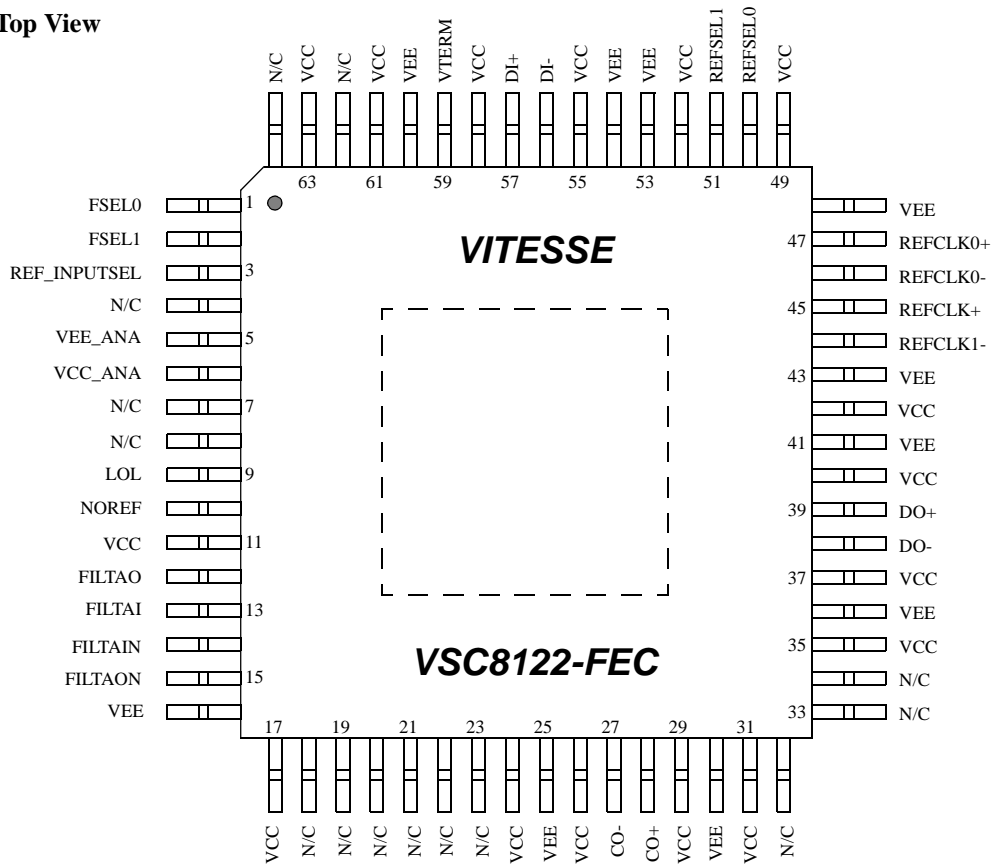 Top View
N/C
VCC
N/C
VCC
VEE
VTERM
VCC
DI+
DI-
VCC
VEE
VEE
VCC
REFSEL1
REFSEL0
VCC
63 61 59 57 55 53 51 49
FSEL0 1
FSEL1
REF_INPUTSEL 3
N/C
VEE_ANA 5
VCC_ANA
N/C 7
N/C
LOL 9
NOREF
VCC 11
FILTAO
FILTAI 13
FILTAIN
FILTAON 15
VEE
VITESSE
VSC8122-FEC
VEE
47 REFCLK0+
REFCLK0-
45 REFCLK+
REFCLK1-
43 VEE
VCC
41 VEE
VCC
39 DO+
DO-
37 VCC
VEE
35 VCC
N/C
33 N/C
17 19 21 23 25 27 29 31
VCC
N/C
N/C
N/C
N/C
N/C
N/C
VCC
VEE
VCC
CO-
CO+
VCC
VEE
VCC
N/C